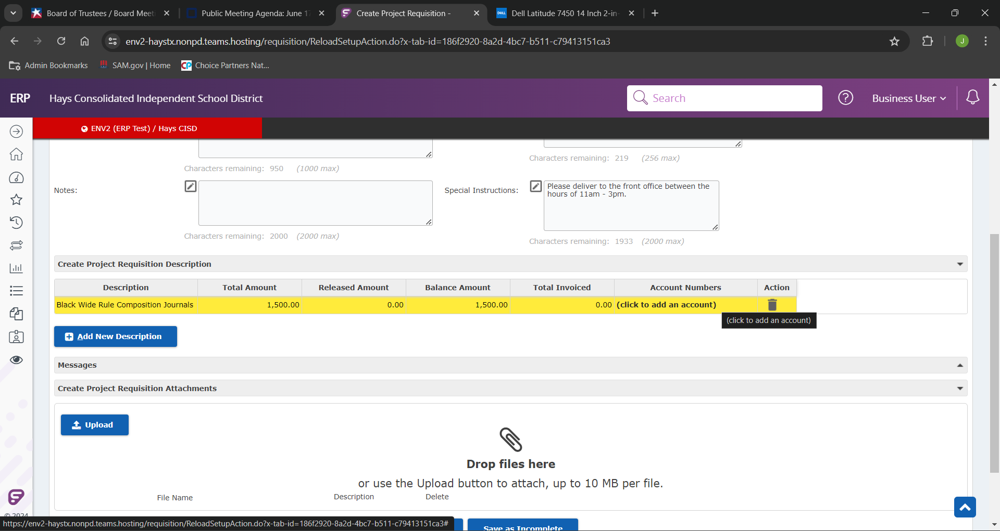 Board of Trustees / Board Meeti
Public Meeting Agenda: June 17
Create Project Requisition -
DELL
Dell Latitude 7450 14 Inch 2-in-
env2-haystx.nonpd.teams.hosting/requisition/ReloadSetupAction.do?x-tab-id=186f2920-8a2d-4bc7-b511-c79413151ca3
J
Admin Bookmarks
SAM.gov | Home
CP
Choice Partners Nat...
ERP
Hays Consolidated Independent School District
Search
?
Business User
ENV2 (ERP Test) / Hays CISD
Characters remaining: 950 (1000 max)
Characters remaining: 219 (256 max)
Notes:
Characters remaining: 2000 (2000 max)
Special Instructions:
Please deliver to the front office between the
hours of 11am - 3pm.
Characters remaining: 1933 (2000 max)
Create Project Requisition Description
Description Total Amount Released Amount Balance Amount Total Invoiced Account Numbers Action
Black Wide Rule Composition Journals 1,500.00 0.00 1,500.00 0.00 (click to add an account)
(click to add an account)
Add New Description
Messages
Create Project Requisition Attachments
Upload
Drop files here
or use the Upload button to attach, up to 10 MB per file.
File Name Description Delete
© 2024
https://env2-haystx.nonpd.teams.hosting/requisition/ReloadSetupAction.do?x-tab-id=186f2920-8a2d-4bc7-b511-c79413151ca3#
Save as Incomplete